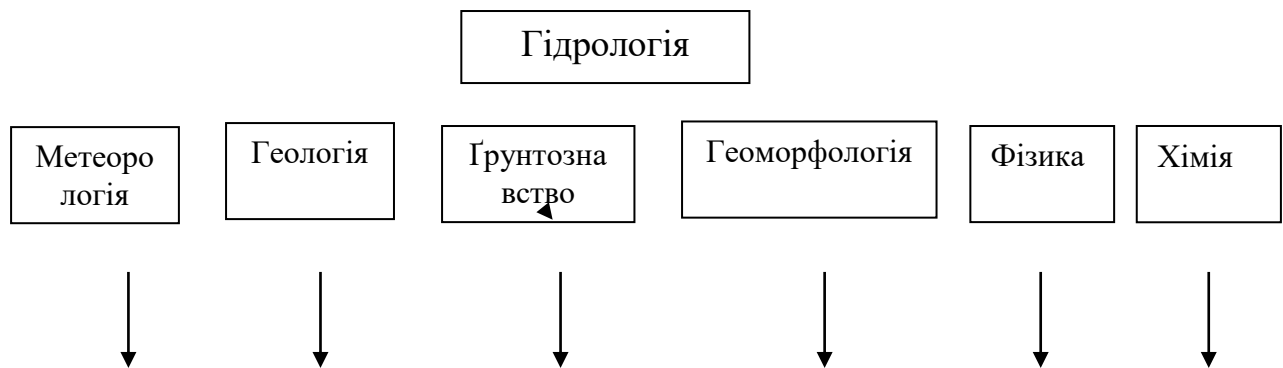 Гідрологія
Метеоро
логія
Геологія
Ґрунтозна
вство
Геоморфологія
Фізика
Хімія